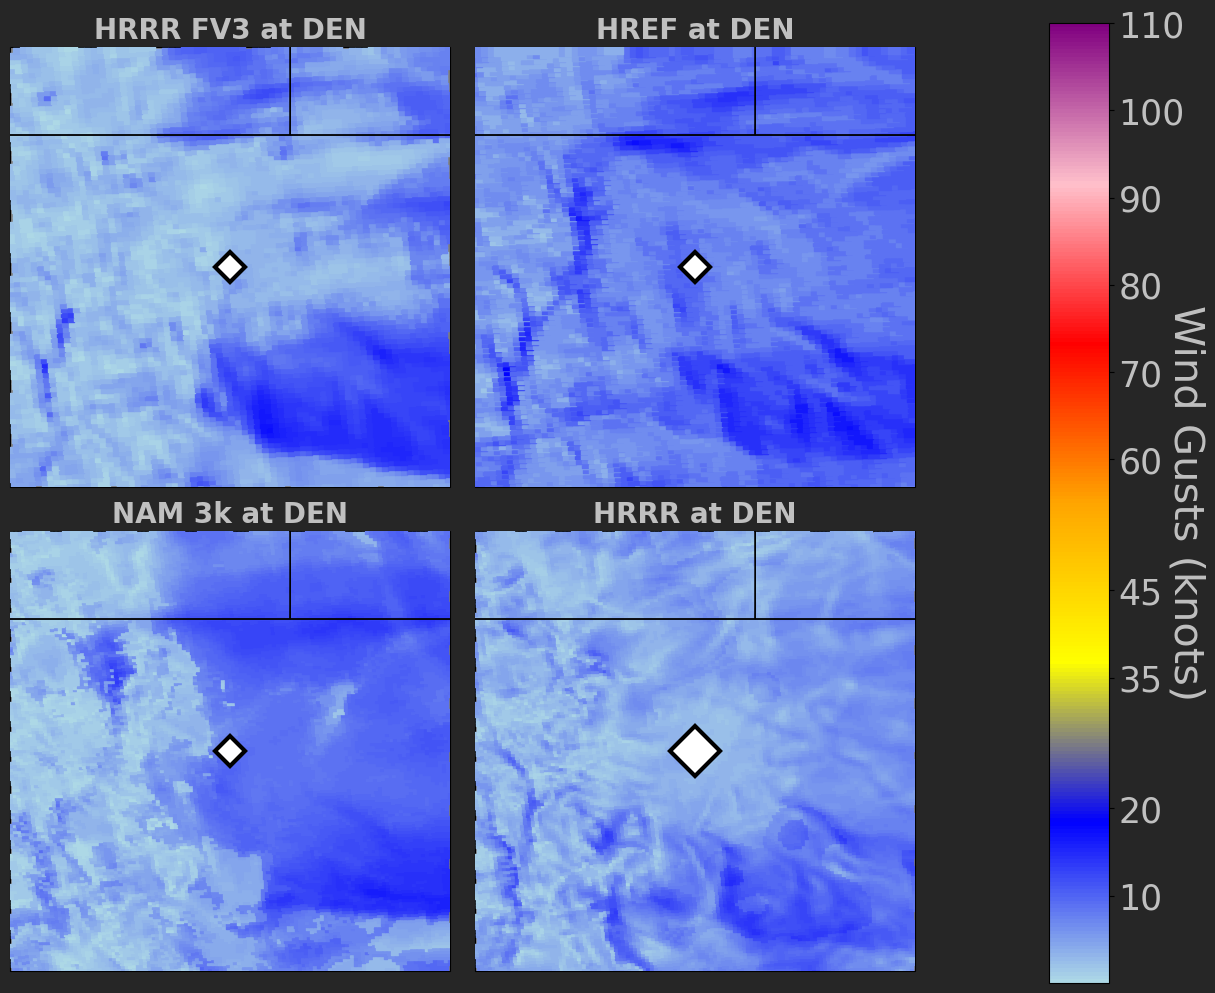 HRRR FV3 at DEN
HREF at DEN
NAM 3k at DEN
HRRR at DEN
110
100
90
80
70
60
45
35
20
10
Wind Gusts (knots)